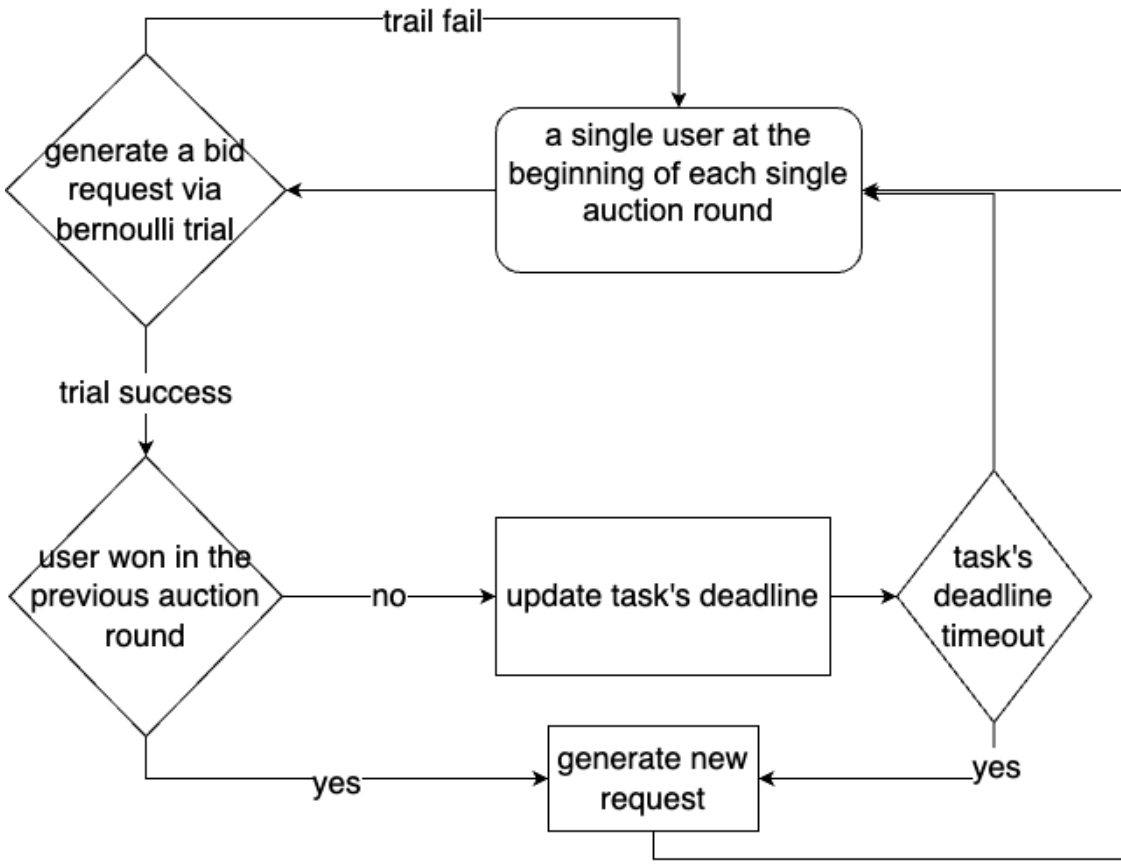 trail fail
generate a bid
request via
bernoulli trial
a single user at the
beginning of each single
auction round
trial success
user won in the
previous auction
round
no
update task's deadline
task's
deadline
timeout
yes
generate new
request
yes